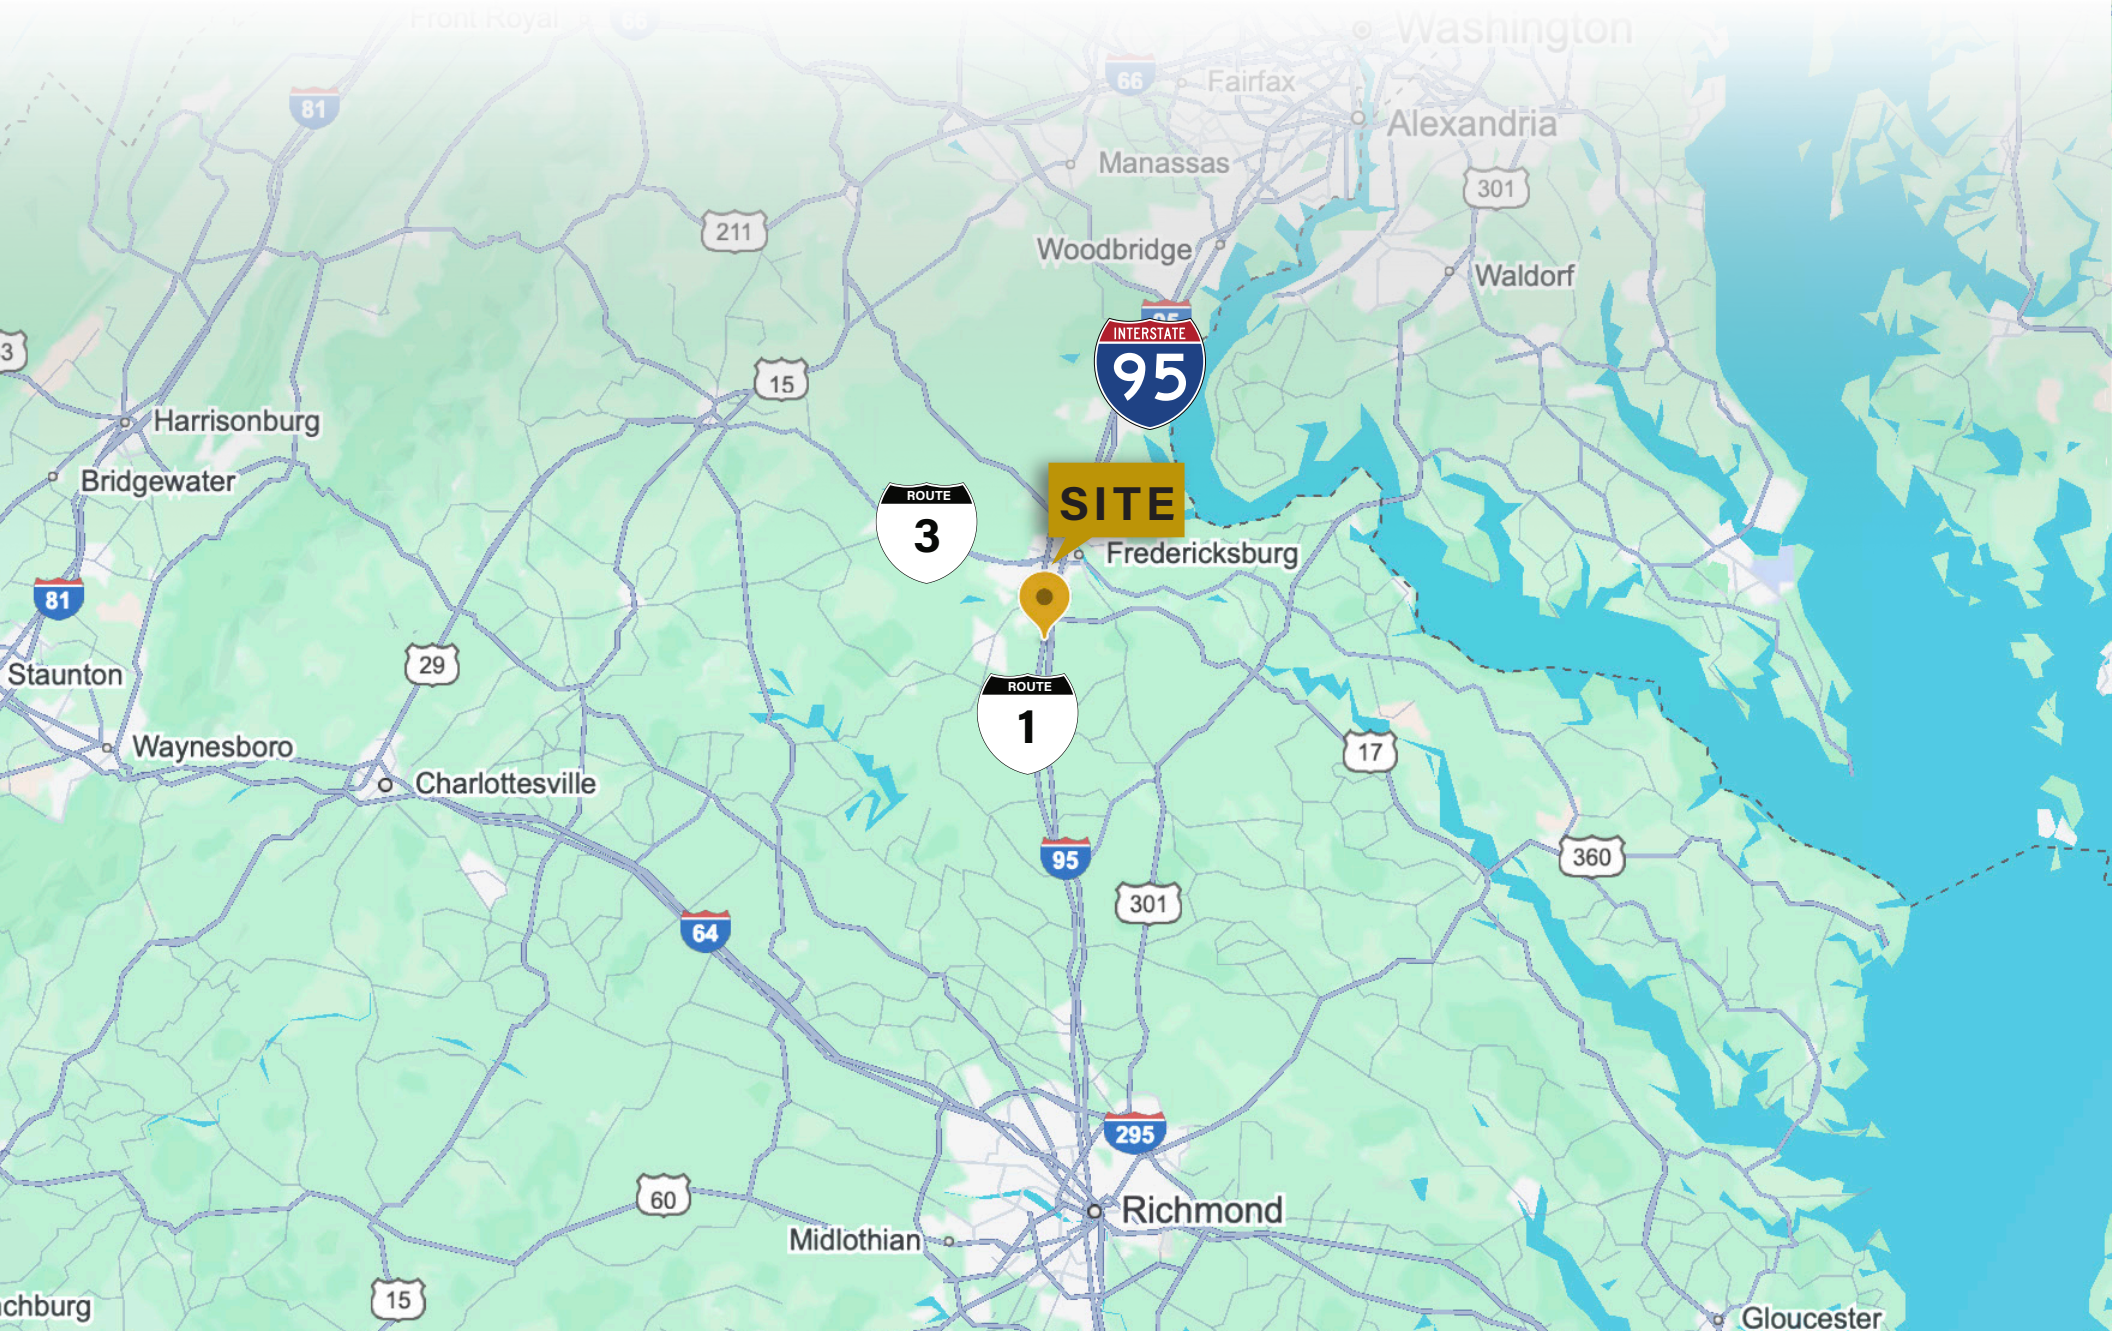 Front Royal
66
Washington
66
Fairfax
81
Alexandria
Manassas
301
211
Woodbridge
Waldorf
95
INTERSTATE
95
3
15
Harrisonburg
Bridgewater
ROUTE
3
SITE
Fredericksburg
81
29
Staunton
ROUTE
1
Waynesboro
17
Charlottesville
95
360
301
64
295
60
Richmond
Midlothian
15
chburg
Gloucester